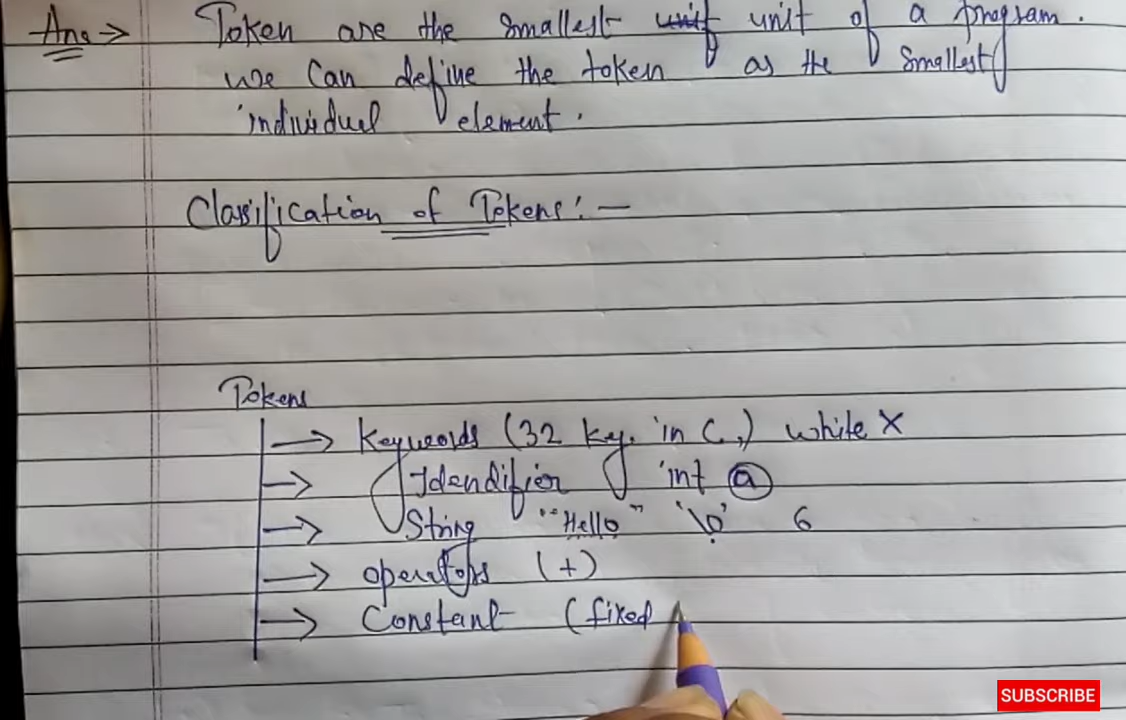 Ans → Token are the smallest unit unit of a program.
we can define the token as the smallest
individual element.
Classification of Tokens:-
Tokens
→ Keywords (32 key. in C,) while X
→ Idendifier int a
→ String "Hello" '\0' 6
→ operators (+)
→ Constant (fixed
SUBSCRIBE